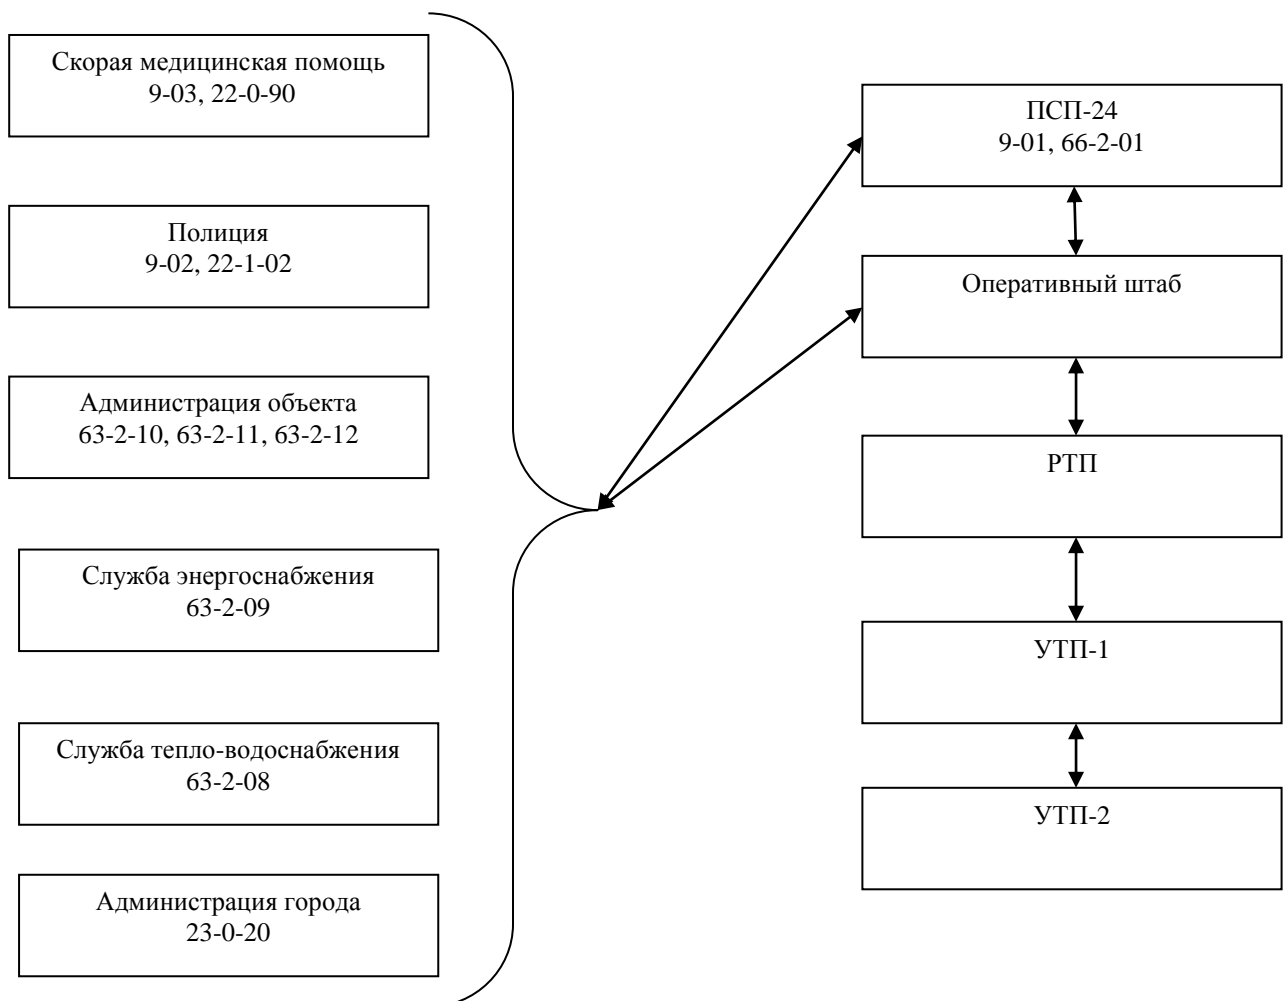 Скорая медицинская помощь
9-03, 22-0-90
Полиция
9-02, 22-1-02
Администрация объекта
63-2-10, 63-2-11, 63-2-12
Служба энергоснабжения
63-2-09
Служба тепло-водоснабжения
63-2-08
Администрация города
23-0-20
ПСП-24
9-01, 66-2-01
Оперативный штаб
РТП
УТП-1
УТП-2